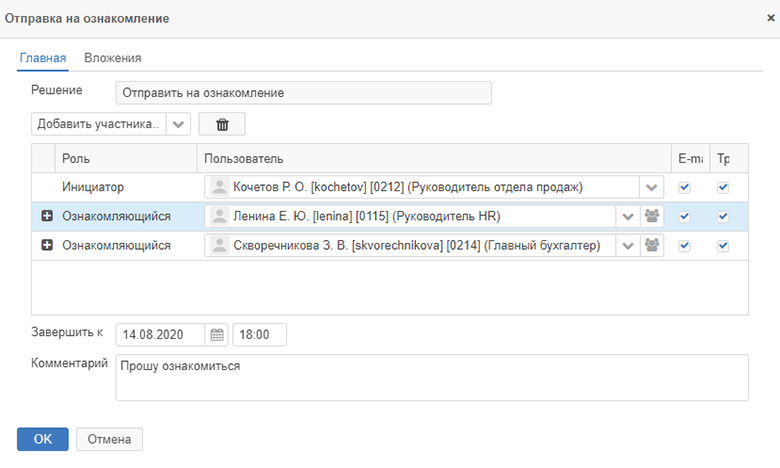 Отправка на ознакомление ×
Главная Вложения
Решение Отправить на ознакомление
Добавить участника..
Роль Пользователь E-ma Тр
Инициатор Кочетов Р. О. [kochetov] [0212] (Руководитель отдела продаж)
Ознакомляющийся Ленина Е. Ю. [lenina] [0115] (Руководитель HR)
Ознакомляющийся Скворечникова З. В. [skvorechnikova] [0214] (Главный бухгалтер)
Завершить к 14.08.2020 18:00
Комментарий Прошу ознакомиться
OK Отмена